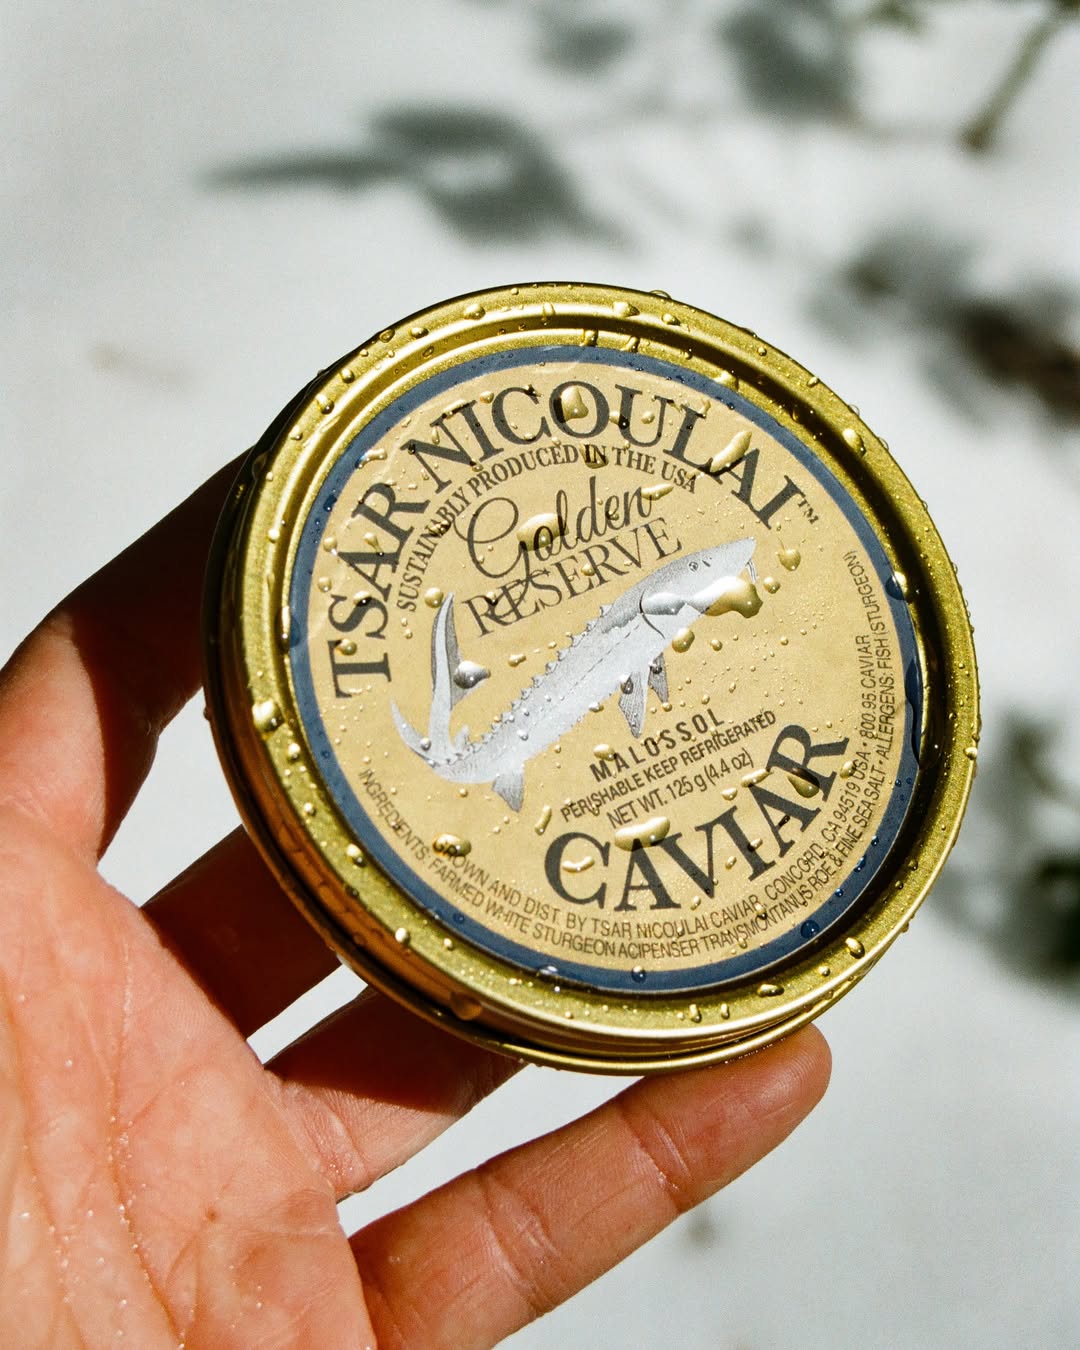 TSAR NICOULAI™
SUSTAINABLY PRODUCED IN THE USA
Golden
RESERVE
MALOSSOL
PERISHABLE KEEP REFRIGERATED
NET WT. 125 g (4.4 oz)
CAVIAR
GROWN AND DIST. BY TSAR NICOULAI CAVIAR, CONCORD, CA 94519 USA • 800.95.CAVIAR
INGREDIENTS: FARMED WHITE STURGEON ACIPENSER TRANSMONTANUS ROE & FINE SEA SALT • ALLERGENS: FISH (STURGEON)